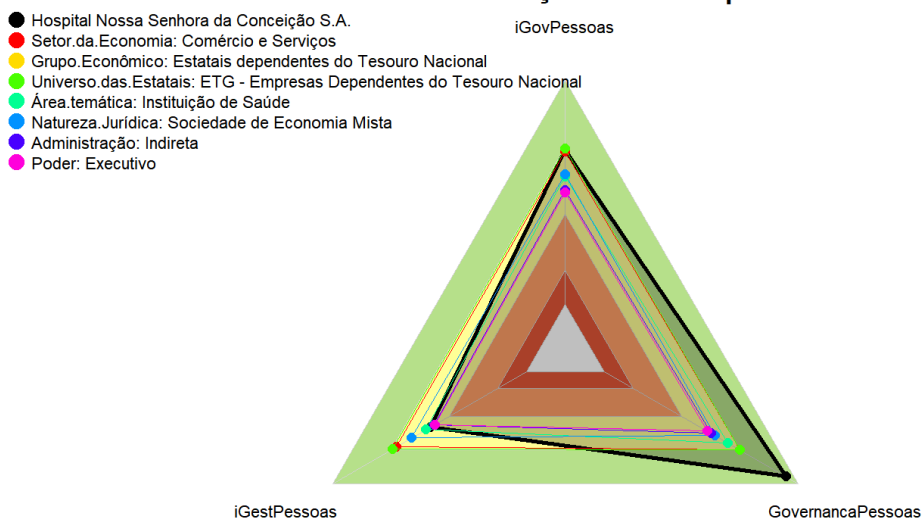 iGovPessoas
Hospital Nossa Senhora da Conceição S.A.
Setor.da.Economia: Comércio e Serviços
Grupo.Econômico: Estatais dependentes do Tesouro Nacional
Universo.das.Estatais: ETG - Empresas Dependentes do Tesouro Nacional
Área.temática: Instituição de Saúde
Natureza.Jurídica: Sociedade de Economia Mista
Administração: Indireta
Poder: Executivo
iGestPessoas
GovernancaPessoas